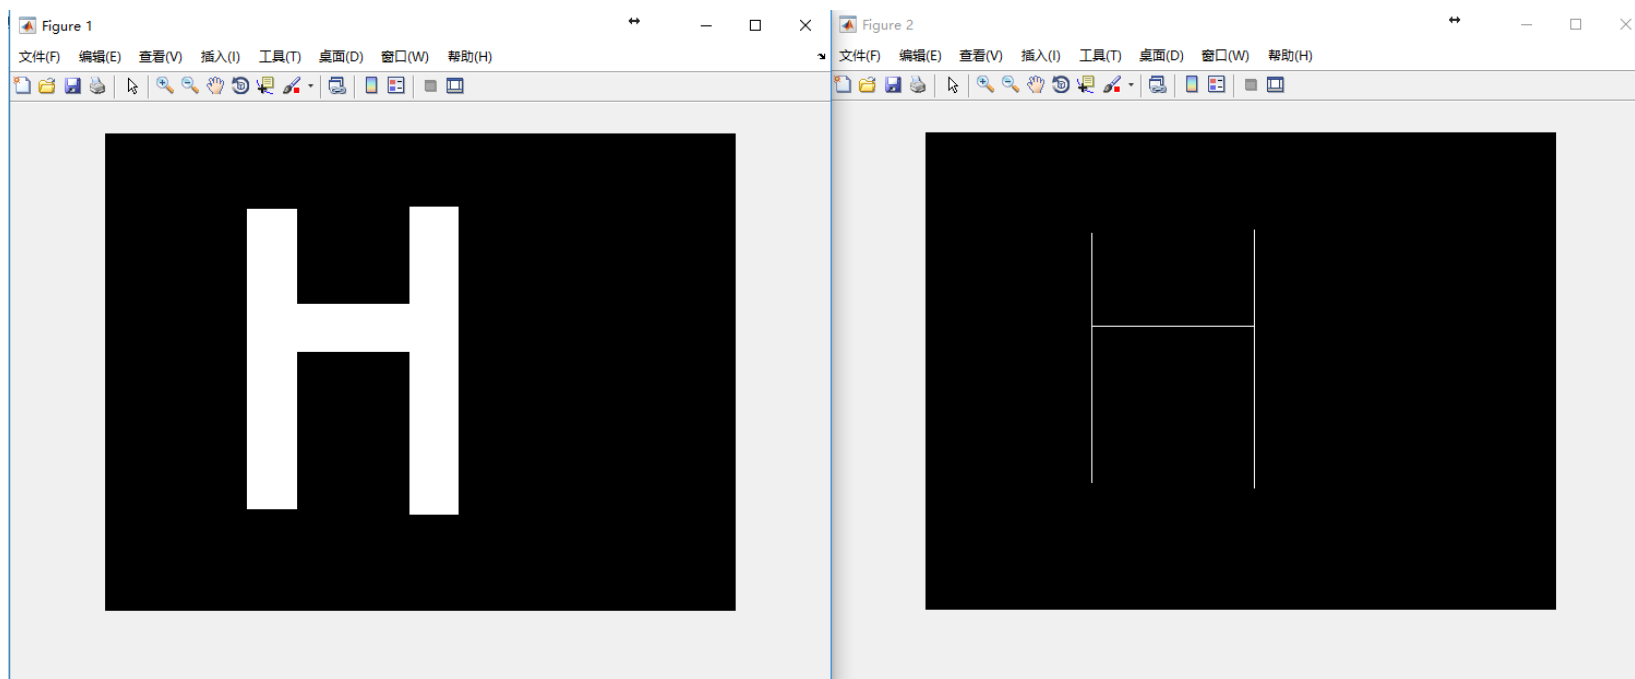 Figure 1
文件(F) 编辑(E) 查看(V) 插入(I) 工具(T) 桌面(D) 窗口(W) 帮助(H)
H
Figure 2
文件(F) 编辑(E) 查看(V) 插入(I) 工具(T) 桌面(D) 窗口(W) 帮助(H)
H